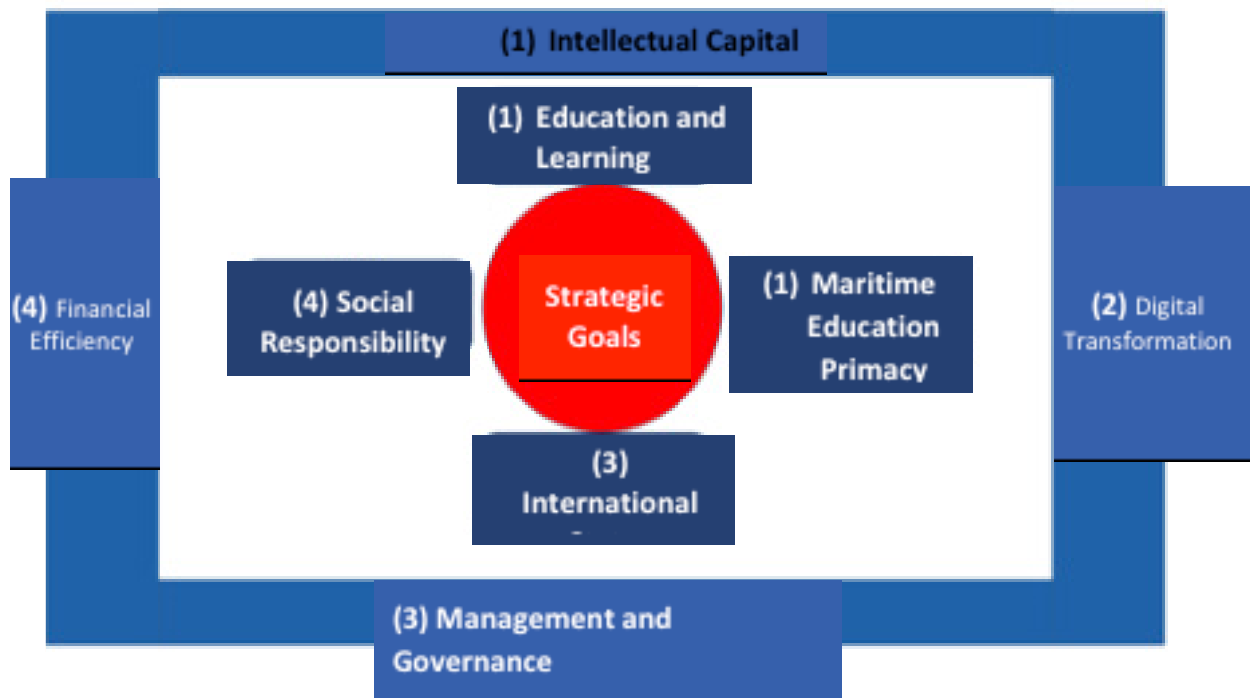 (1) Intellectual Capital
(1) Education and
Learning
(4) Financial
Efficiency
(4) Social
Responsibility
Strategic
Goals
(1) Maritime
Education
Primacy
(2) Digital
Transformation
(3)
International
(3) Management and
Governance